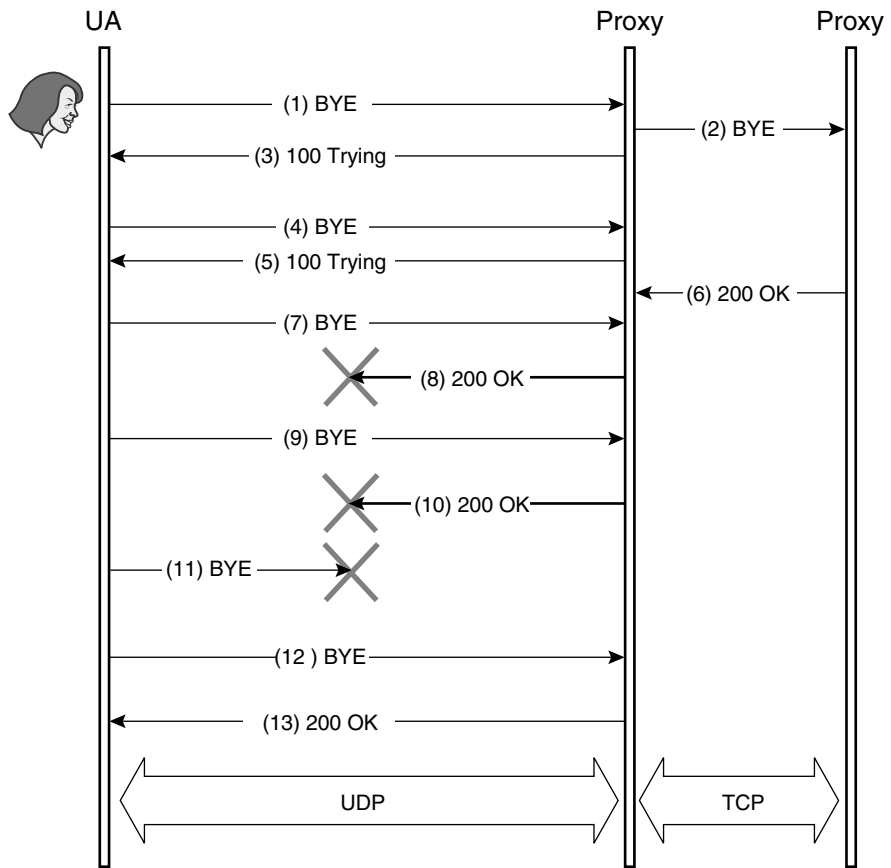 UA Proxy Proxy
(1) BYE
(2) BYE
(3) 100 Trying
(4) BYE
(5) 100 Trying
(6) 200 OK
(7) BYE
(8) 200 OK
(9) BYE
(10) 200 OK
(11) BYE
(12 ) BYE
(13) 200 OK
UDP TCP